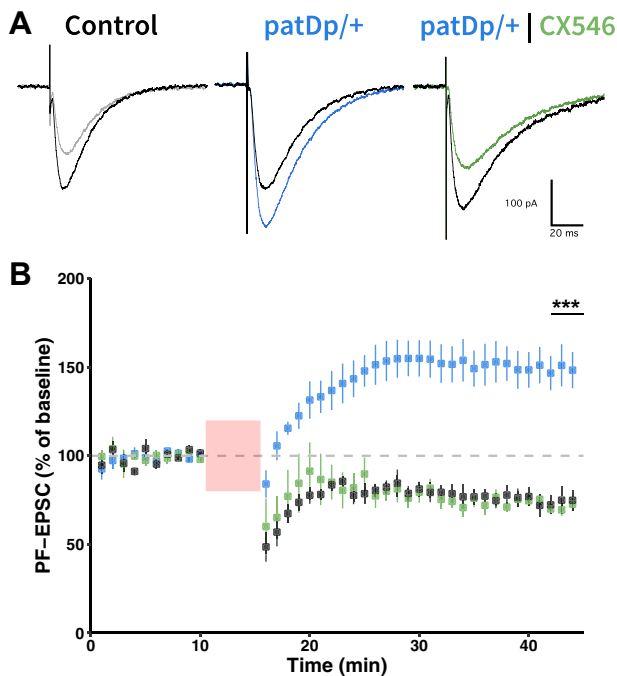 A
Control
patDp/+
patDp/+ | CX546
100 pA
20 ms
B
***
PF−EPSC (% of baseline)
200
150
100
50
0
0 10 20 30 40
Time (min)